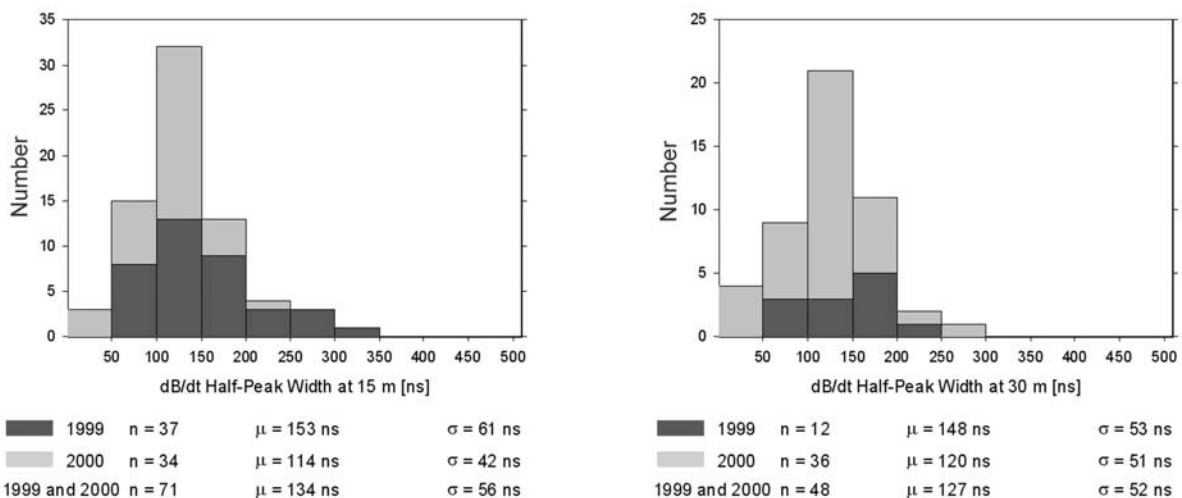 35
30
25
20
15
10
5
0
Number
50 100 150 200 250 300 350 400 450 500
dB/dt Half-Peak Width at 15 m [ns]
1999 n = 37 μ = 153 ns σ = 61 ns
2000 n = 34 μ = 114 ns σ = 42 ns
1999 and 2000 n = 71 μ = 134 ns σ = 56 ns
25
20
15
10
5
0
Number
50 100 150 200 250 300 350 400 450 500
dB/dt Half-Peak Width at 30 m [ns]
1999 n = 12 μ = 148 ns σ = 53 ns
2000 n = 36 μ = 120 ns σ = 51 ns
1999 and 2000 n = 48 μ = 127 ns σ = 52 ns